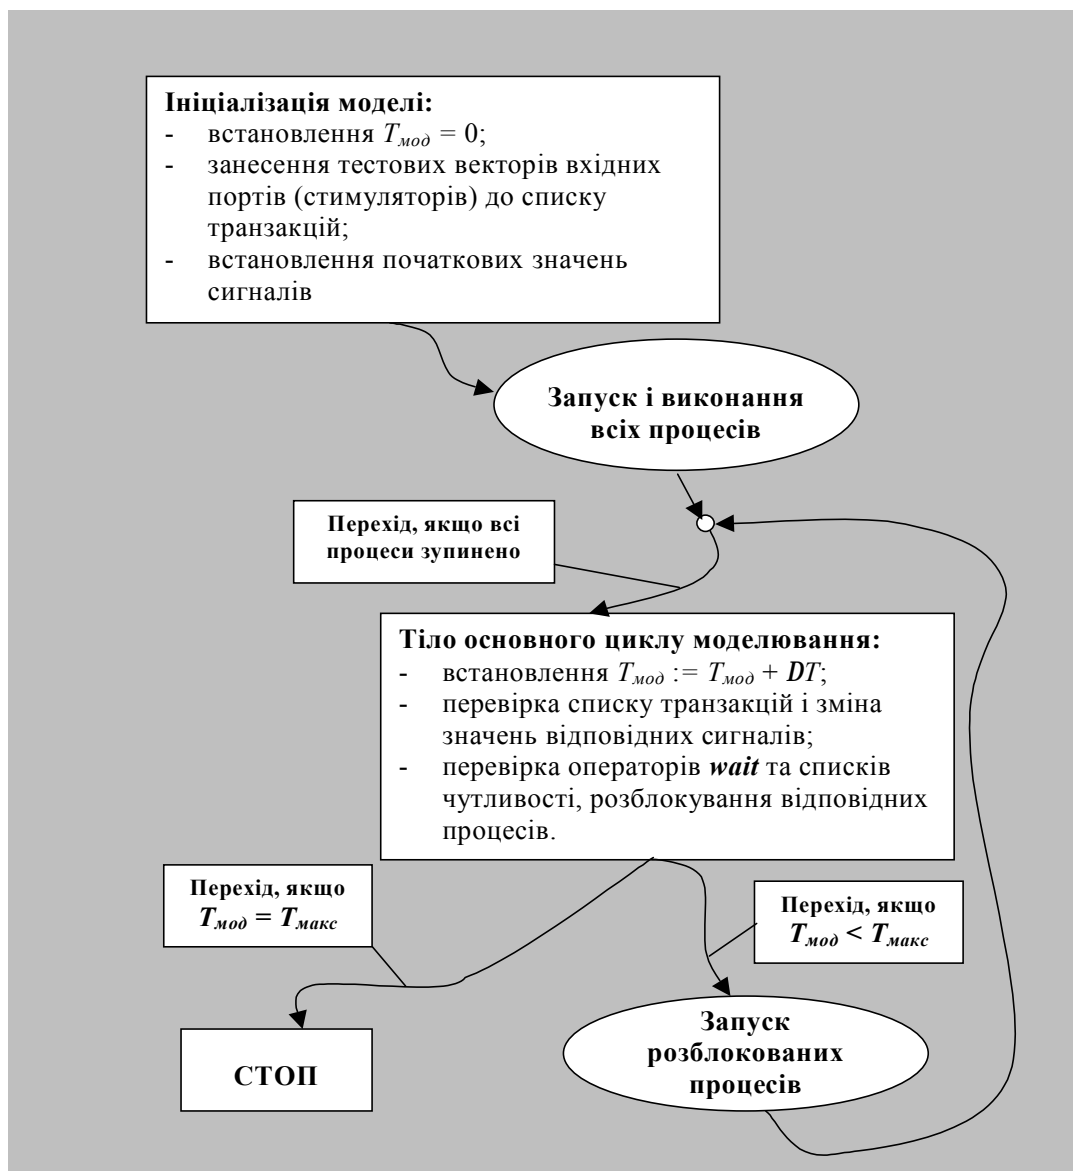 Ініціалізація моделі:
- встановлення Tмод = 0;
- занесення тестових векторів вхідних
портів (стимуляторів) до списку
транзакцій;
- встановлення початкових значень
сигналів
Запуск і виконання
всіх процесів
Перехід, якщо всі
процеси зупинено
Тіло основного циклу моделювання:
- встановлення Tмод := Tмод + DT;
- перевірка списку транзакцій і зміна
значень відповідних сигналів;
- перевірка операторів wait та списків
чутливості, розблокування відповідних
процесів.
Перехід, якщо
Tмод = Tмакс
Перехід, якщо
Tмод < Tмакс
СТОП
Запуск
розблокованих
процесів